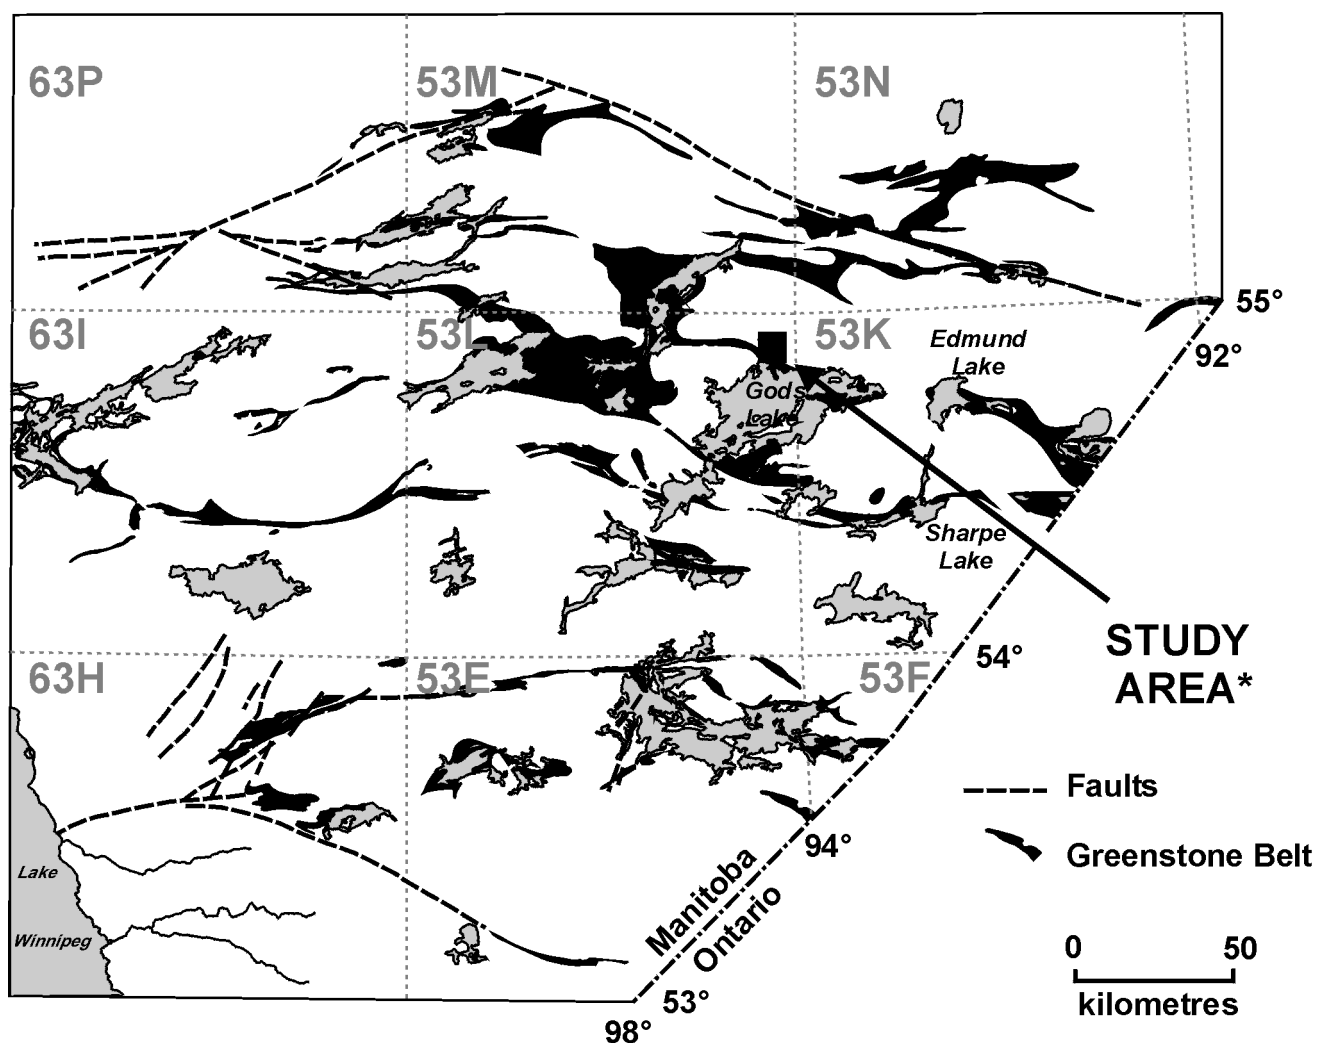 63P
53M
53N
55°
63I
53L
53K
Edmund
Lake
92°
Gods
Lake
Sharpe
Lake
STUDY
AREA*
54°
63H
53E
53F
Faults
94°
Greenstone Belt
Lake
Winnipeg
Manitoba
Ontario
0 50
kilometres
53°
98°